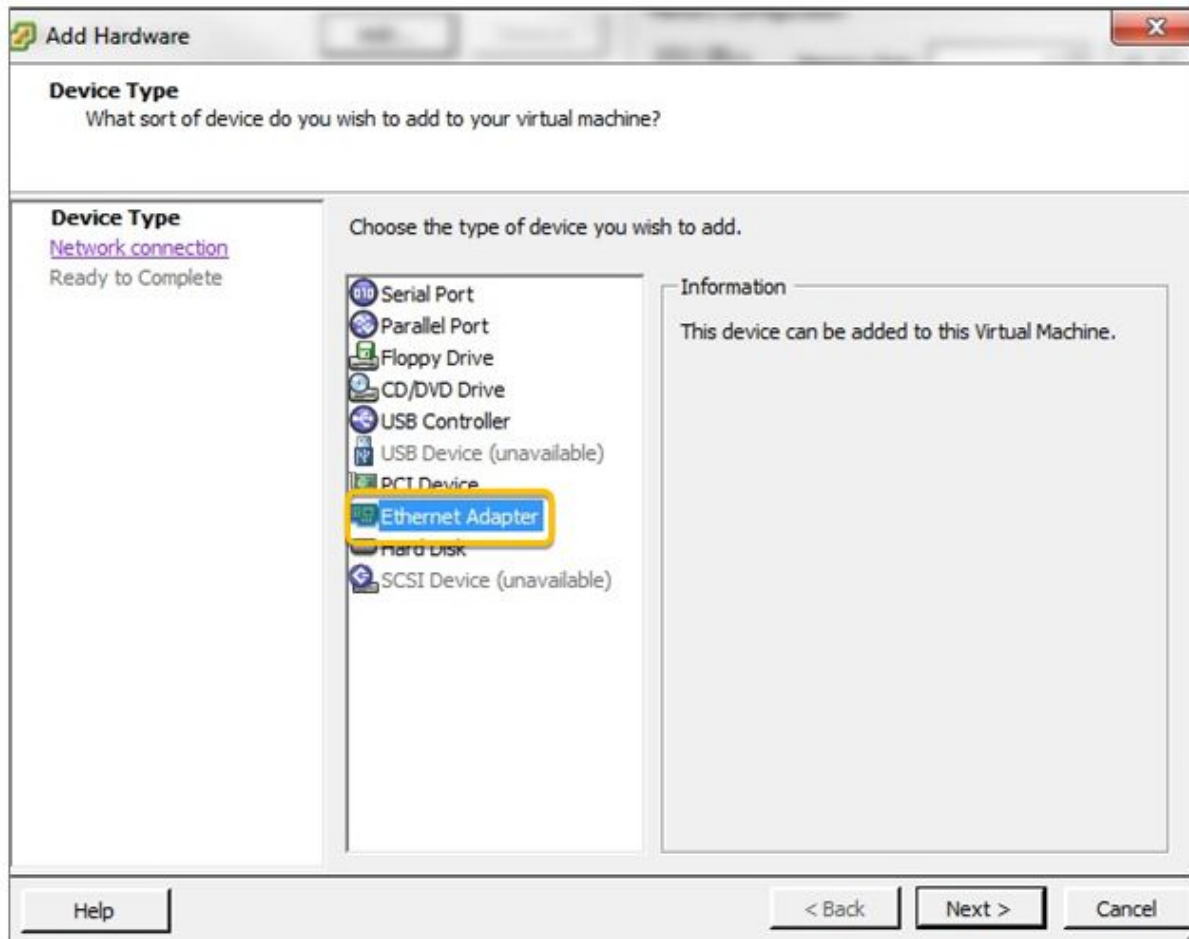 Add Hardware
Device Type
What sort of device do you wish to add to your virtual machine?
Device Type
Network connection
Ready to Complete
Choose the type of device you wish to add.
Serial Port
Parallel Port
Floppy Drive
CD/DVD Drive
USB Controller
USB Device (unavailable)
PCI Device
Ethernet Adapter
Hard Disk
SCSI Device (unavailable)
Information
This device can be added to this Virtual Machine.
Help
< Back
Next >
Cancel